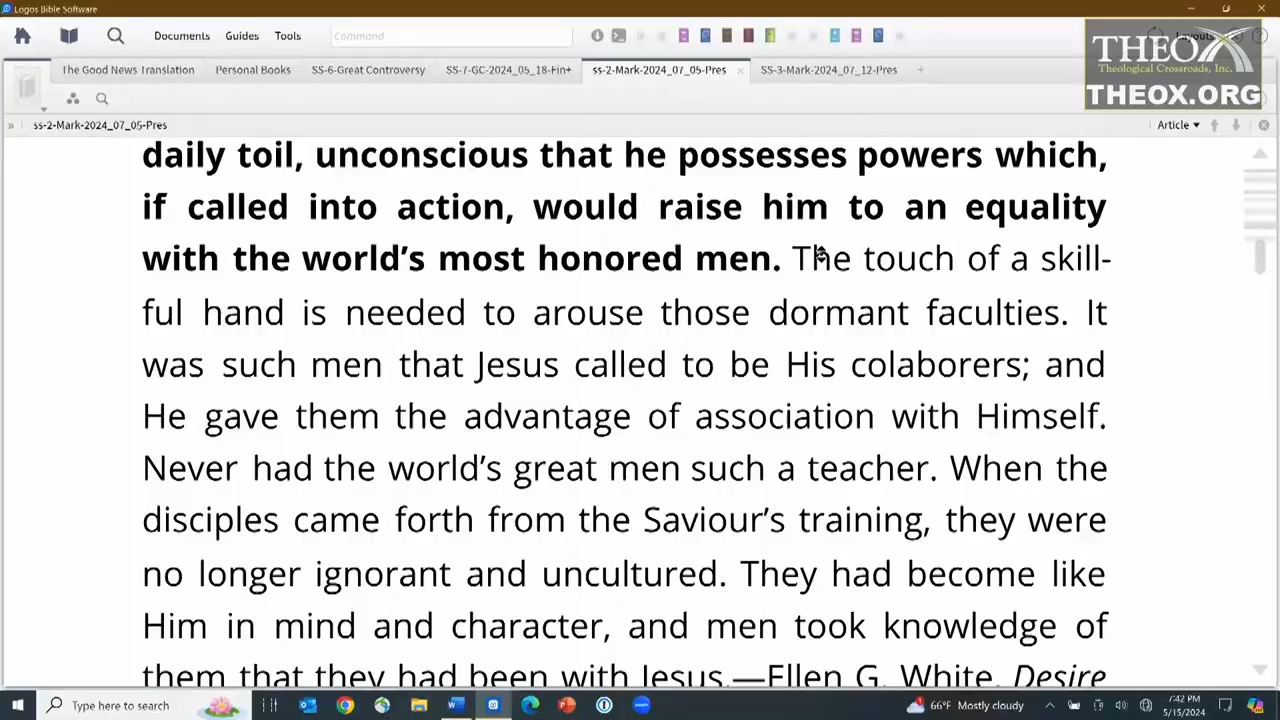 Logos Bible Software
Documents Guides Tools Command
Layouts
THEOX
Theological Crossroads, Inc.
THEOX.ORG
The Good News Translation Personal Books SS-6-Great Controversy 05_18-Fin+ ss-2-Mark-2024_07_05-Pres SS-3-Mark-2024_07_12-Pres
ss-2-Mark-2024_07_05-Pres Article
daily toil, unconscious that he possesses powers which,
if called into action, would raise him to an equality
with the world's most honored men. The touch of a skill-
ful hand is needed to arouse those dormant faculties. It
was such men that Jesus called to be His colaborers; and
He gave them the advantage of association with Himself.
Never had the world's great men such a teacher. When the
disciples came forth from the Saviour's training, they were
no longer ignorant and uncultured. They had become like
Him in mind and character, and men took knowledge of
them that they had been with Jesus.—Ellen G. White, Desire
Type here to search
66°F Mostly cloudy
7:42 PM
5/15/2024